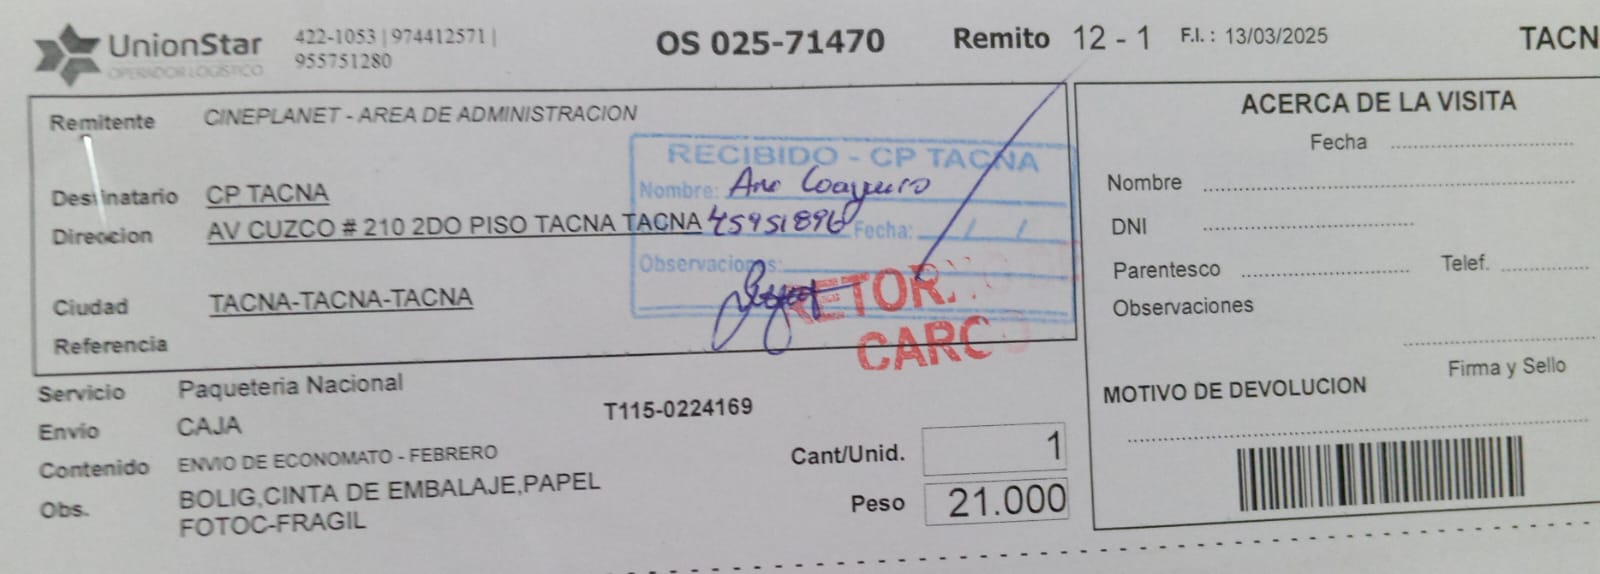 UnionStar
OPERADOR LOGÍSTICO
422-1053 | 974412571 |
955751280
OS 025-71470
Remito 12 - 1
F.I. : 13/03/2025
TACN
Remitente CINEPLANET - AREA DE ADMINISTRACION
Destinatario CP TACNA
Direccion AV CUZCO # 210 2DO PISO TACNA TACNA
Ciudad TACNA-TACNA-TACNA
Referencia
RECIBIDO - CP TACNA
Nombre: Ana
45951896
Fecha: / /
Observaciones:
RETORNO
CARGO
Servicio Paqueteria Nacional
Envío CAJA
T115-0224169
Contenido ENVIO DE ECONOMATO - FEBRERO
Obs. BOLIG,CINTA DE EMBALAJE,PAPEL
FOTOC-FRAGIL
Cant/Unid. 1
Peso 21.000
ACERCA DE LA VISITA
Fecha
Nombre
DNI
Parentesco Telef.
Observaciones
Firma y Sello
MOTIVO DE DEVOLUCION